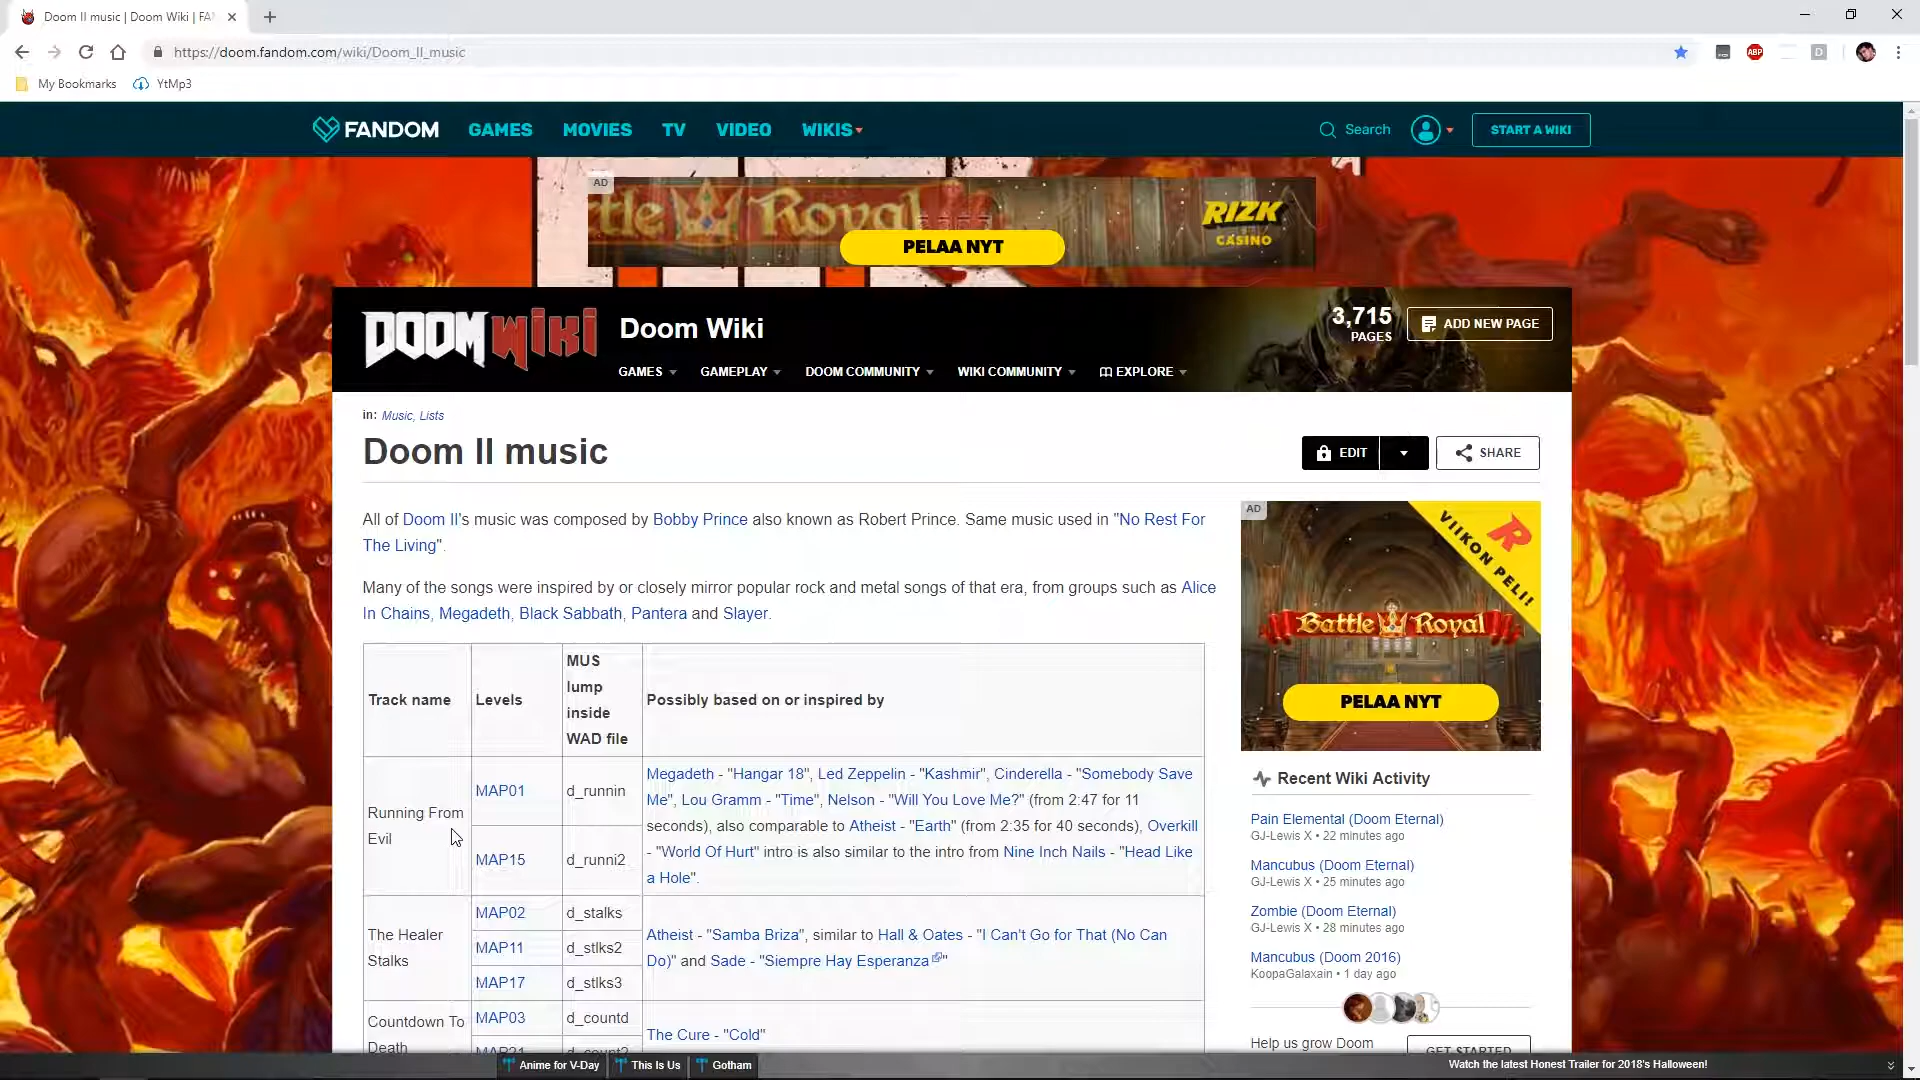 Doom II music | Doom Wiki | FA
https://doom.fandom.com/wiki/Doom_II_music
ABP
D
My Bookmarks
YtMp3
FANDOM
GAMES
MOVIES
TV
VIDEO
WIKIS
Search
START A WIKI
AD
ttle Royal
RIZK
CASINO
PELAA NYT
DOOM WiKi
Doom Wiki
3,715
PAGES
ADD NEW PAGE
GAMES
GAMEPLAY
DOOM COMMUNITY
WIKI COMMUNITY
EXPLORE
in: Music, Lists
Doom II music
EDIT
SHARE
All of Doom II's music was composed by Bobby Prince also known as Robert Prince. Same music used in "No Rest For
The Living".
Many of the songs were inspired by or closely mirror popular rock and metal songs of that era, from groups such as Alice
In Chains, Megadeth, Black Sabbath, Pantera and Slayer.
Track name
Levels
MUS
lump
inside
WAD file
Possibly based on or inspired by
Running From
Evil
MAP01
d_runnin
MAP15
d_runni2
Megadeth - "Hangar 18", Led Zeppelin - "Kashmir", Cinderella - "Somebody Save
Me", Lou Gramm - "Time", Nelson - "Will You Love Me?" (from 2:47 for 11
seconds), also comparable to Atheist - "Earth" (from 2:35 for 40 seconds), Overkill
- "World Of Hurt" intro is also similar to the intro from Nine Inch Nails - "Head Like
a Hole".
The Healer
Stalks
MAP02
d_stalks
MAP11
d_stlks2
MAP17
d_stlks3
Atheist - "Samba Briza", similar to Hall & Oates - "I Can't Go for That (No Can
Do)" and Sade - "Siempre Hay Esperanza"
Countdown To
Death
MAP03
d_countd
MAP21
d_count2
The Cure - "Cold"
AD
VIIKON PELI!
R
Battle Royal
PELAA NYT
Recent Wiki Activity
Pain Elemental (Doom Eternal)
GJ-Lewis X • 22 minutes ago
Mancubus (Doom Eternal)
GJ-Lewis X • 25 minutes ago
Zombie (Doom Eternal)
GJ-Lewis X • 28 minutes ago
Mancubus (Doom 2016)
KoopaGalaxain • 1 day ago
Help us grow Doom
GET STARTED
Anime for V-Day
This Is Us
Gotham
Watch the latest Honest Trailer for 2018's Halloween!